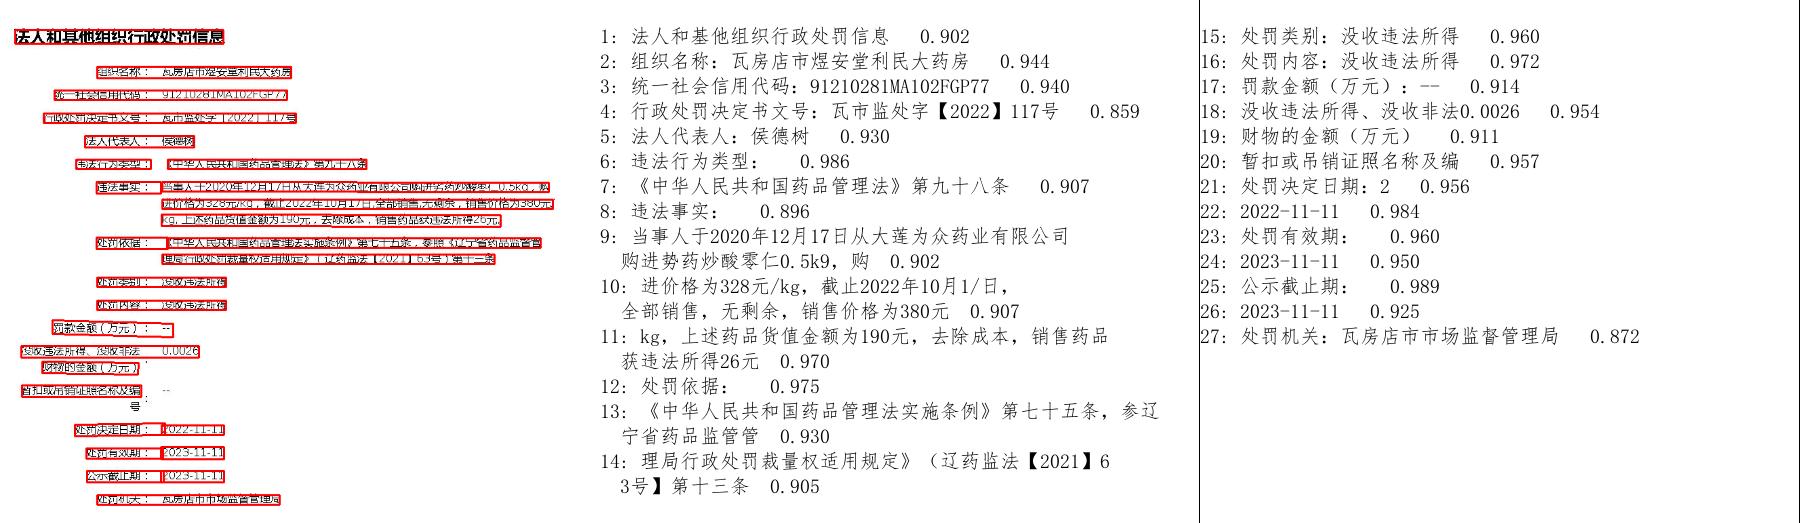 法人和其他组织行政处罚信息
组织名称： 瓦房店市煜安堂利民大药房
统一社会信用代码： 91210281MA102FGP77
行政处罚决定书文号： 瓦市监处字【2022】117号
法人代表人： 侯德树
违法行为类型： 《中华人民共和国药品管理法》第九十八条
违法事实： 当事人于2020年12月17日从大连为众药业有限公司购进劣药炒酸枣仁0.5kg，购
进价格为328元/kg，截止2022年10月17日,全部销售,无剩余，销售价格为380元/
kg,上述药品货值金额为190元，去除成本，销售药品获违法所得26元.
处罚依据： 《中华人民共和国药品管理法实施条例》第七十五条，参照《辽宁省药品监督管
理局行政处罚裁量权适用规定》（辽药监法【2021】63号）第十三条
处罚类别： 没收违法所得
处罚内容： 没收违法所得
罚款金额（万元）： --
没收违法所得、没收非法 0.0026
财物的金额（万元） ：
暂扣或吊销证照名称及编 --
号 ：
处罚决定日期： 2022-11-11
处罚有效期： 2023-11-11
公示截止期： 2023-11-11
处罚机关： 瓦房店市市场监督管理局
1: 法人和基他组织行政处罚信息 0.902
2: 组织名称：瓦房店市煜安堂利民大药房 0.944
3: 统一社会信用代码：91210281MA102FGP77 0.940
4: 行政处罚决定书文号：瓦市监处字【2022】117号 0.859
5: 法人代表人：侯德树 0.930
6: 违法行为类型： 0.986
7: 《中华人民共和国药品管理法》第九十八条 0.907
8: 违法事实： 0.896
9: 当事人于2020年12月17日从大莲为众药业有限公司
购进势药炒酸零仁0.5k9，购 0.902
10: 进价格为328元/kg，截止2022年10月1/日，
全部销售，无剩余，销售价格为380元 0.907
11: kg，上述药品货值金额为190元，去除成本，销售药品
获违法所得26元 0.970
12: 处罚依据： 0.975
13: 《中华人民共和国药品管理法实施条例》第七十五条，参辽
宁省药品监管管 0.930
14: 理局行政处罚裁量权适用规定》（辽药监法【2021】6
3号】第十三条 0.905
15: 处罚类别：没收违法所得 0.960
16: 处罚内容：没收违法所得 0.972
17: 罚款金额（万元）：-- 0.914
18: 没收违法所得、没收非法0.0026 0.954
19: 财物的金额（万元） 0.911
20: 暂扣或吊销证照名称及编 0.957
21: 处罚决定日期：2 0.956
22: 2022-11-11 0.984
23: 处罚有效期： 0.960
24: 2023-11-11 0.950
25: 公示截止期： 0.989
26: 2023-11-11 0.925
27: 处罚机关：瓦房店市市场监督管理局 0.872